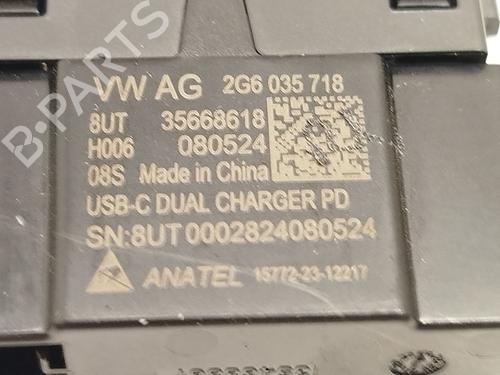 VW AG 2G6 035 718
8UT 35668618
H006 080524
08S Made in China
USB-C DUAL CHARGER PD
SN:8UT0002824080524
ANATEL 15772-23-12217
B-PARTS